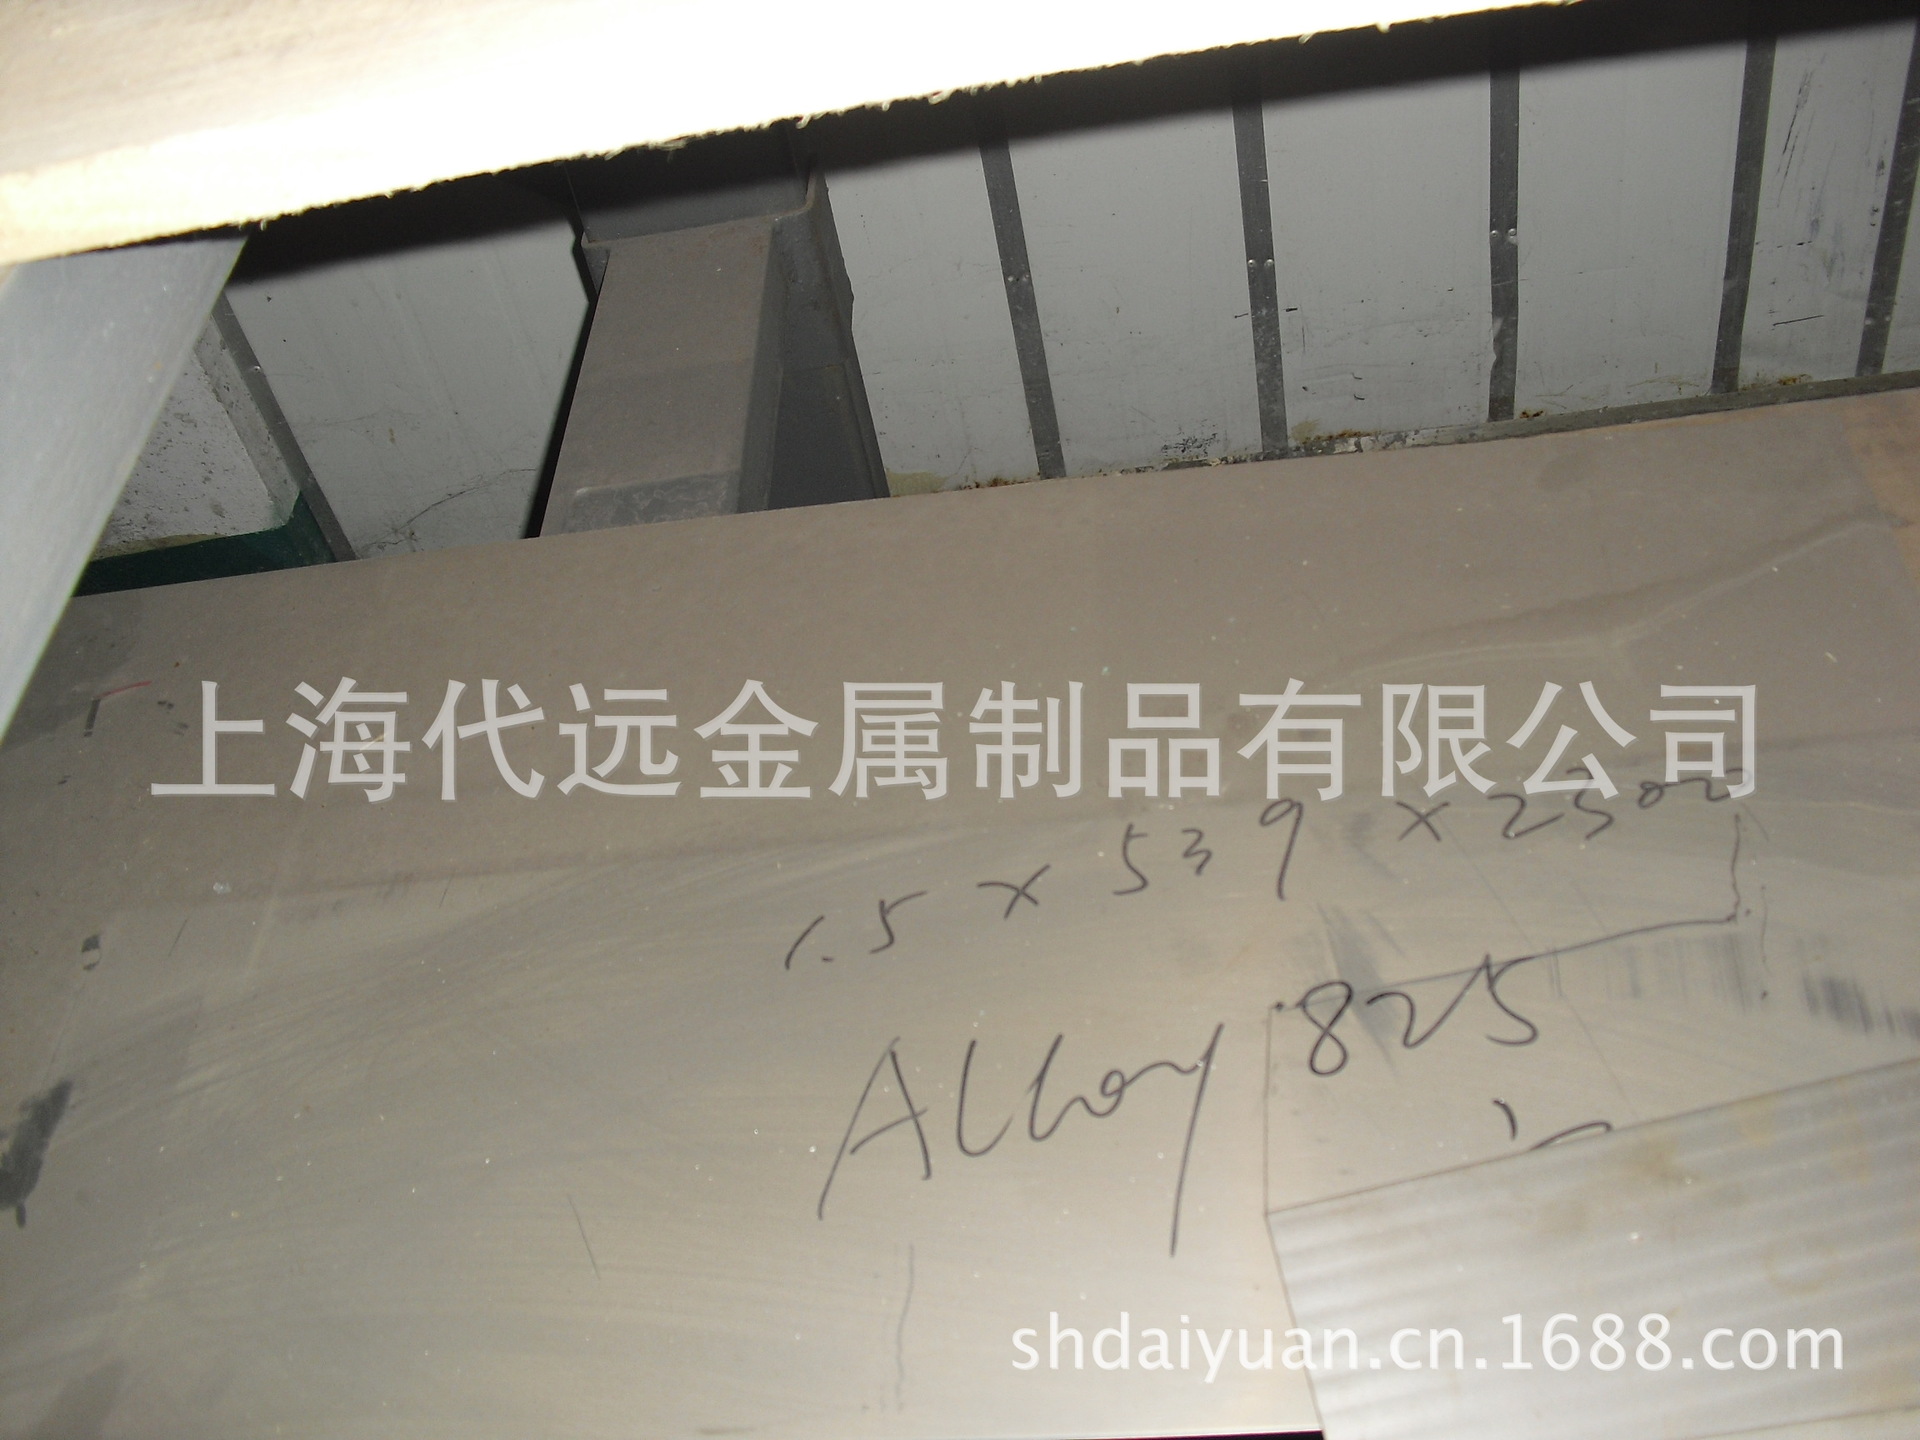 上海代远金属制品有限公司
1.5 x 539 x 2500
ALLoy 825
shdaiyuan.cn.1688.com